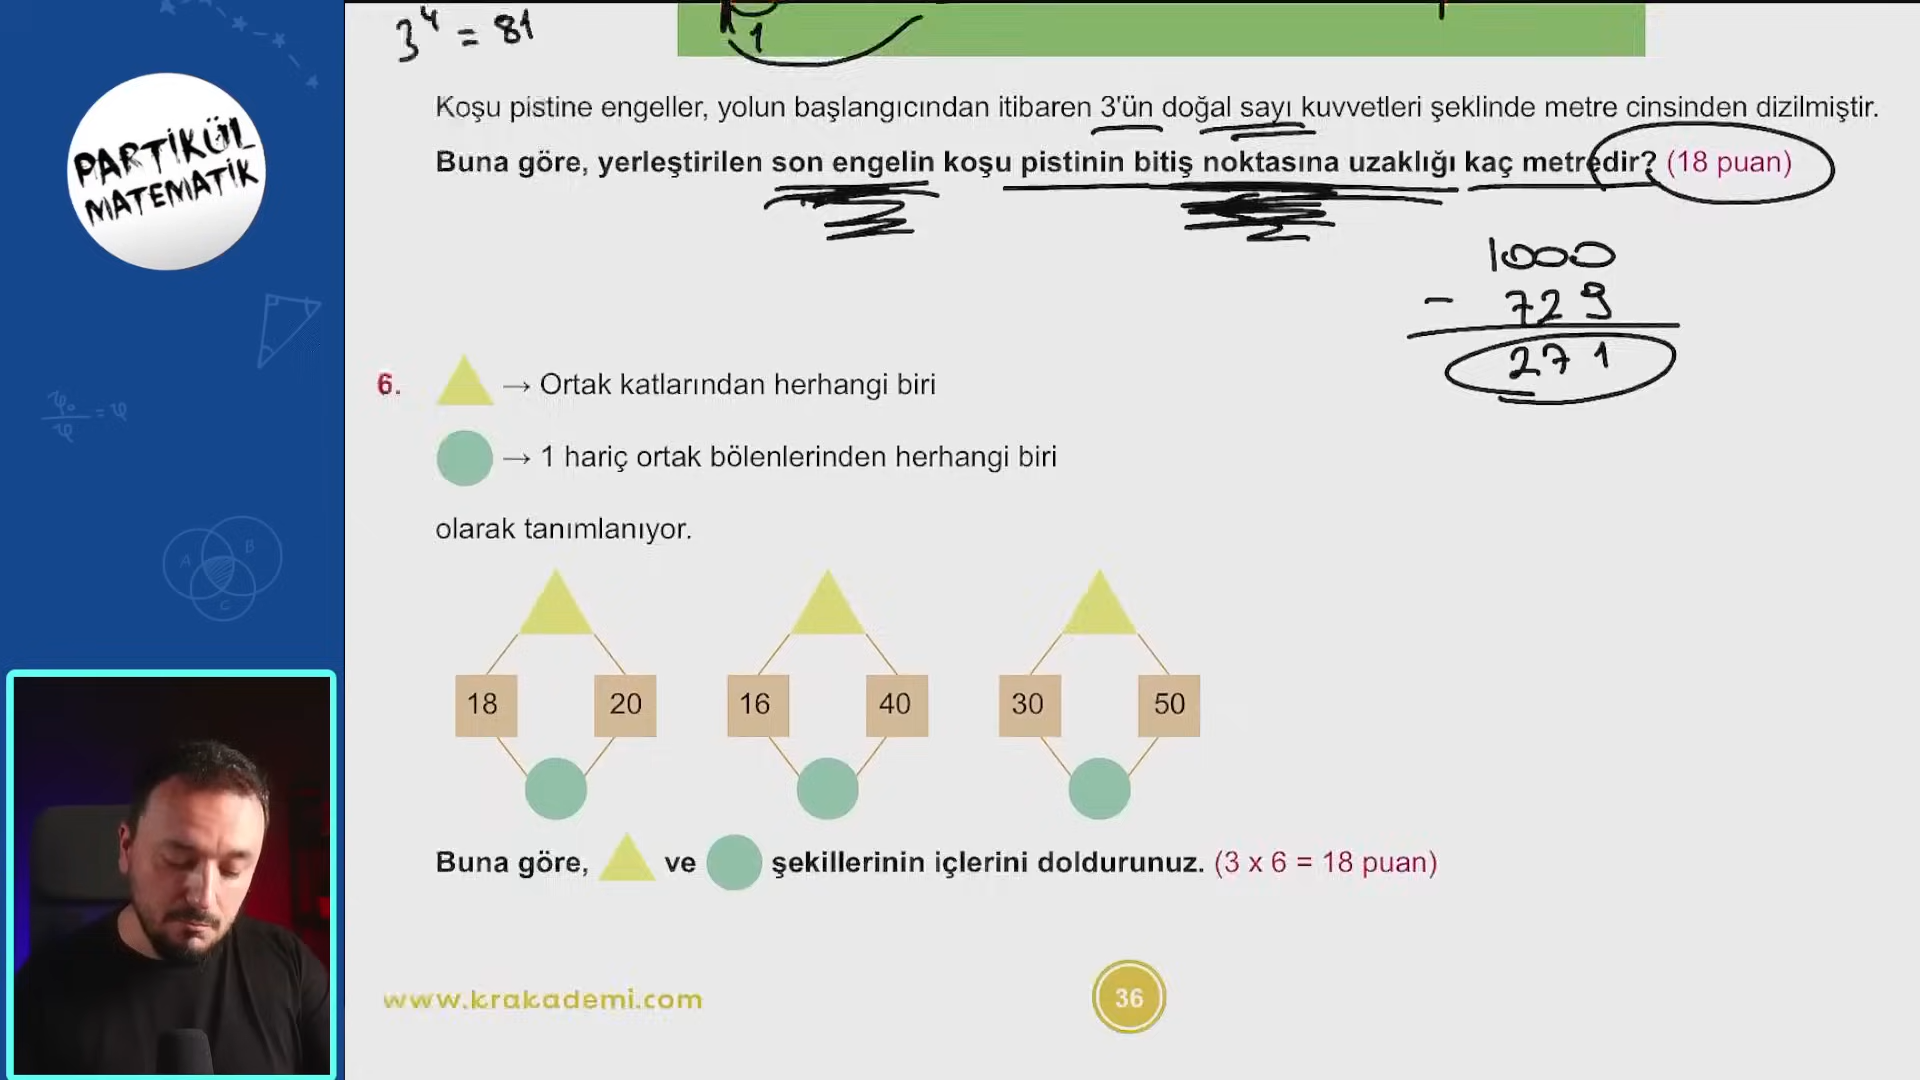 3⁴ = 81
1
PARTİKÜL
MATEMATİK
Koşu pistine engeller, yolun başlangıcından itibaren 3'ün doğal sayı kuvvetleri şeklinde metre cinsinden dizilmiştir.
Buna göre, yerleştirilen son engelin koşu pistinin bitiş noktasına uzaklığı kaç metredir? (18 puan)
1000
- 729
271
6. → Ortak katlarından herhangi biri
→ 1 hariç ortak bölenlerinden herhangi biri
olarak tanımlanıyor.
18 20 16 40 30 50
Buna göre, ve şekillerinin içlerini doldurunuz. (3 x 6 = 18 puan)
www.krakademi.com
36
A B
C